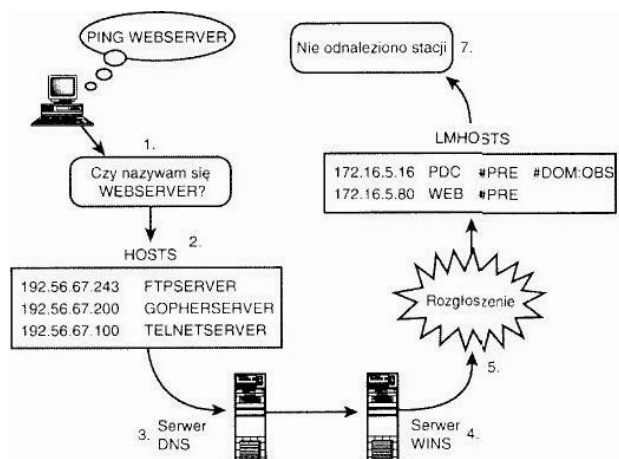 PING WEBSERVER
1.
Czy nazywam się
WEBSERVER?
2.
HOSTS
192.56.67.243 FTPSERVER
192.56.67.200 GOPHERSERVER
192.56.67.100 TELNETSERVER
3. Serwer
DNS
Serwer 4.
WINS
5.
Rozgłoszenie
LMHOSTS
172.16.5.16 PDC #PRE #DOM:OBS
172.16.5.80 WEB #PRE
Nie odnaleziono stacji
7.